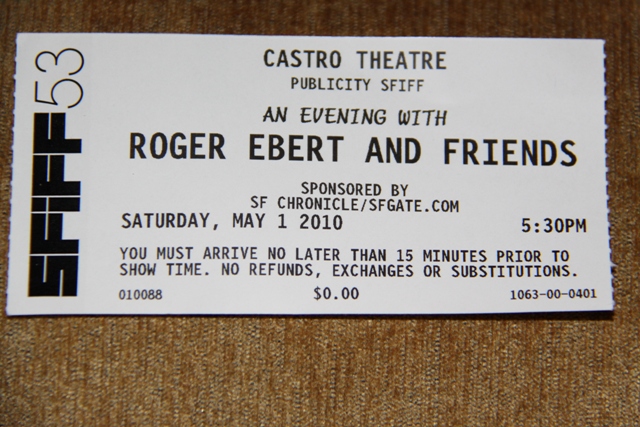 SFIFF53
CASTRO THEATRE
PUBLICITY SFIFF
AN EVENING WITH
ROGER EBERT AND FRIENDS
SPONSORED BY
SF CHRONICLE/SFGATE.COM
SATURDAY, MAY 1 2010 5:30PM
YOU MUST ARRIVE NO LATER THAN 15 MINUTES PRIOR TO
SHOW TIME. NO REFUNDS, EXCHANGES OR SUBSTITUTIONS.
010088 $0.00 1063-00-0401